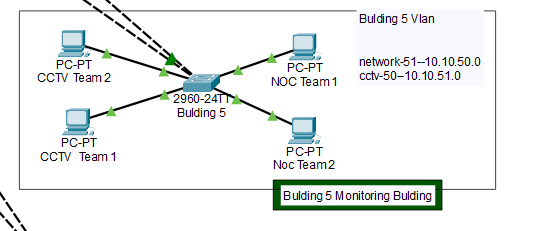 Bulding 5 Vlan
network-51--10.10.50.0
cctv-50--10.10.51.0
PC-PT
CCTV Team 2
PC-PT
NOC Team 1
2960-24TT
Bulding 5
PC-PT
CCTV Team 1
PC-PT
Noc Team2
Bulding 5 Monitoring Bulding